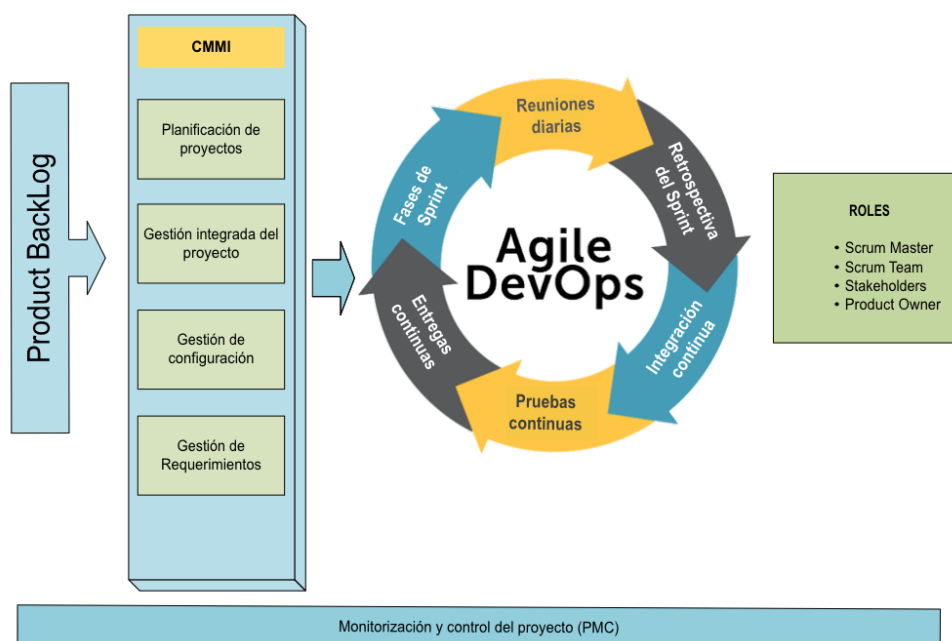 Product BackLog
CMMI
Planificación de
proyectos
Gestión integrada del
proyecto
Gestión de
configuración
Gestión de
Requerimientos
Reuniones
diarias
Retrospectiva
del Sprint
Integración
continua
Pruebas
continuas
Entregas
continuas
Fases de
Sprint
Agile
DevOps
ROLES
• Scrum Master
• Scrum Team
• Stakeholders
• Product Owner
Monitorización y control del proyecto (PMC)